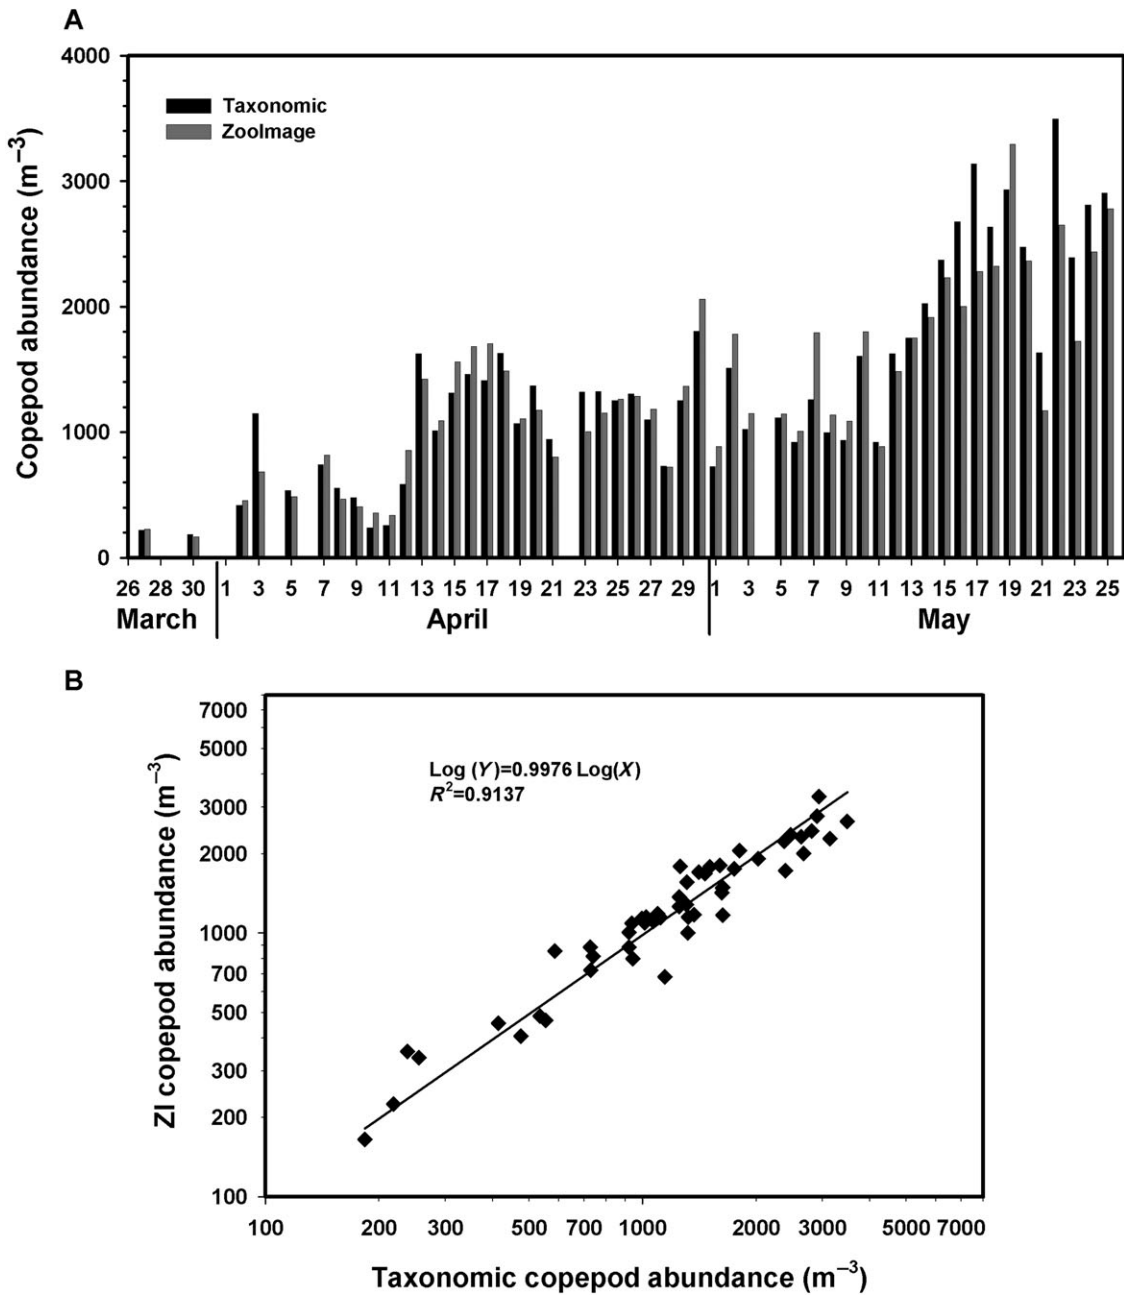 A
4000
3000
2000
1000
0
Copepod abundance (m⁻³)
Taxonomic
ZooImage
26 28 30 1 3 5 7 9 11 13 15 17 19 21 23 25 27 29 1 3 5 7 9 11 13 15 17 19 21 23 25
March April May
B
7000
5000
3000
2000
1000
700
500
300
200
100
ZI copepod abundance (m⁻³)
Log (Y)=0.9976 Log(X)
R²=0.9137
100 200 300 500 700 1000 2000 3000 5000 7000
Taxonomic copepod abundance (m⁻³)